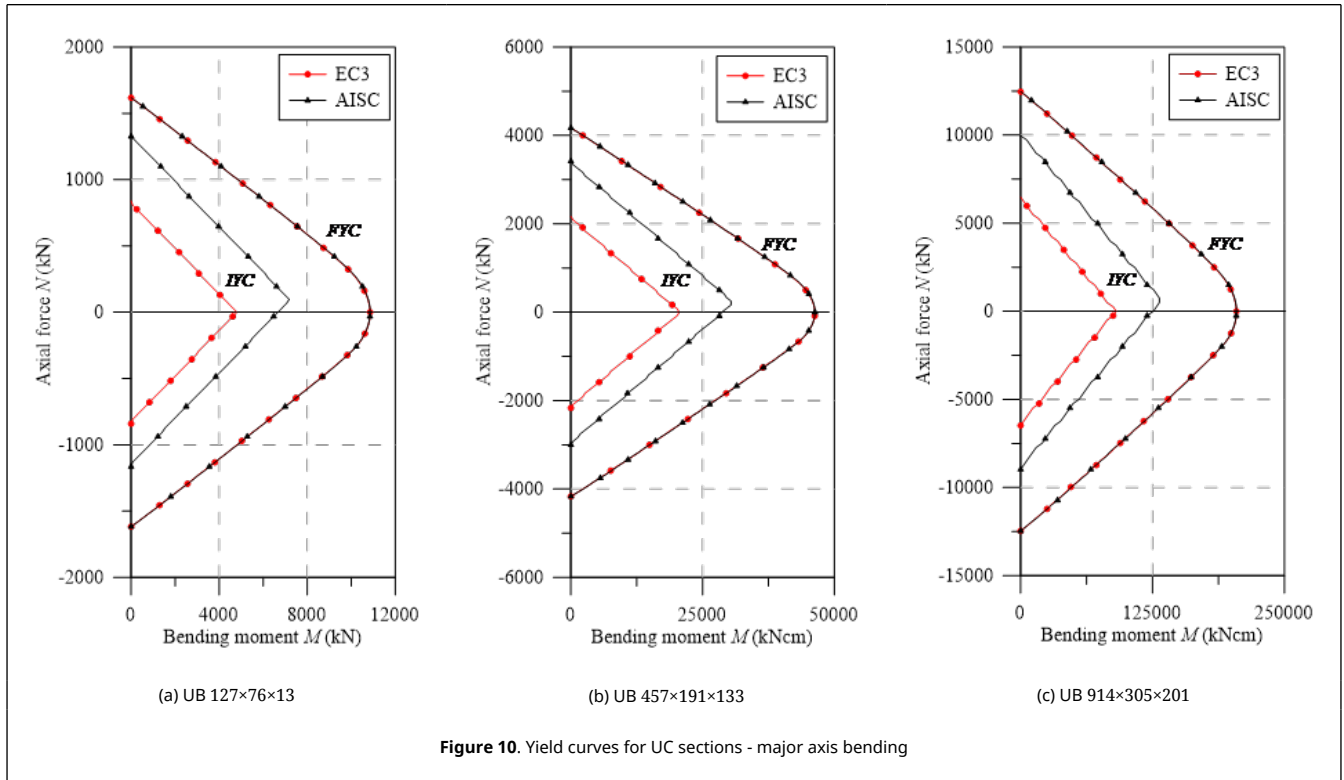 2000
1000
0
-1000
-2000
Axial force N (kN)
EC3
AISC
FYC
IYC
0 4000 8000 12000
Bending moment M (kN)
(a) UB 127×76×13
6000
4000
2000
0
-2000
-4000
-6000
Axial force N (kN)
EC3
AISC
FYC
IYC
0 25000 50000
Bending moment M (kNcm)
(b) UB 457×191×133
15000
10000
5000
0
-5000
-10000
-15000
Axial force N (kN)
EC3
AISC
FYC
IYC
0 125000 250000
Bending moment M (kNcm)
(c) UB 914×305×201
Figure 10. Yield curves for UC sections - major axis bending